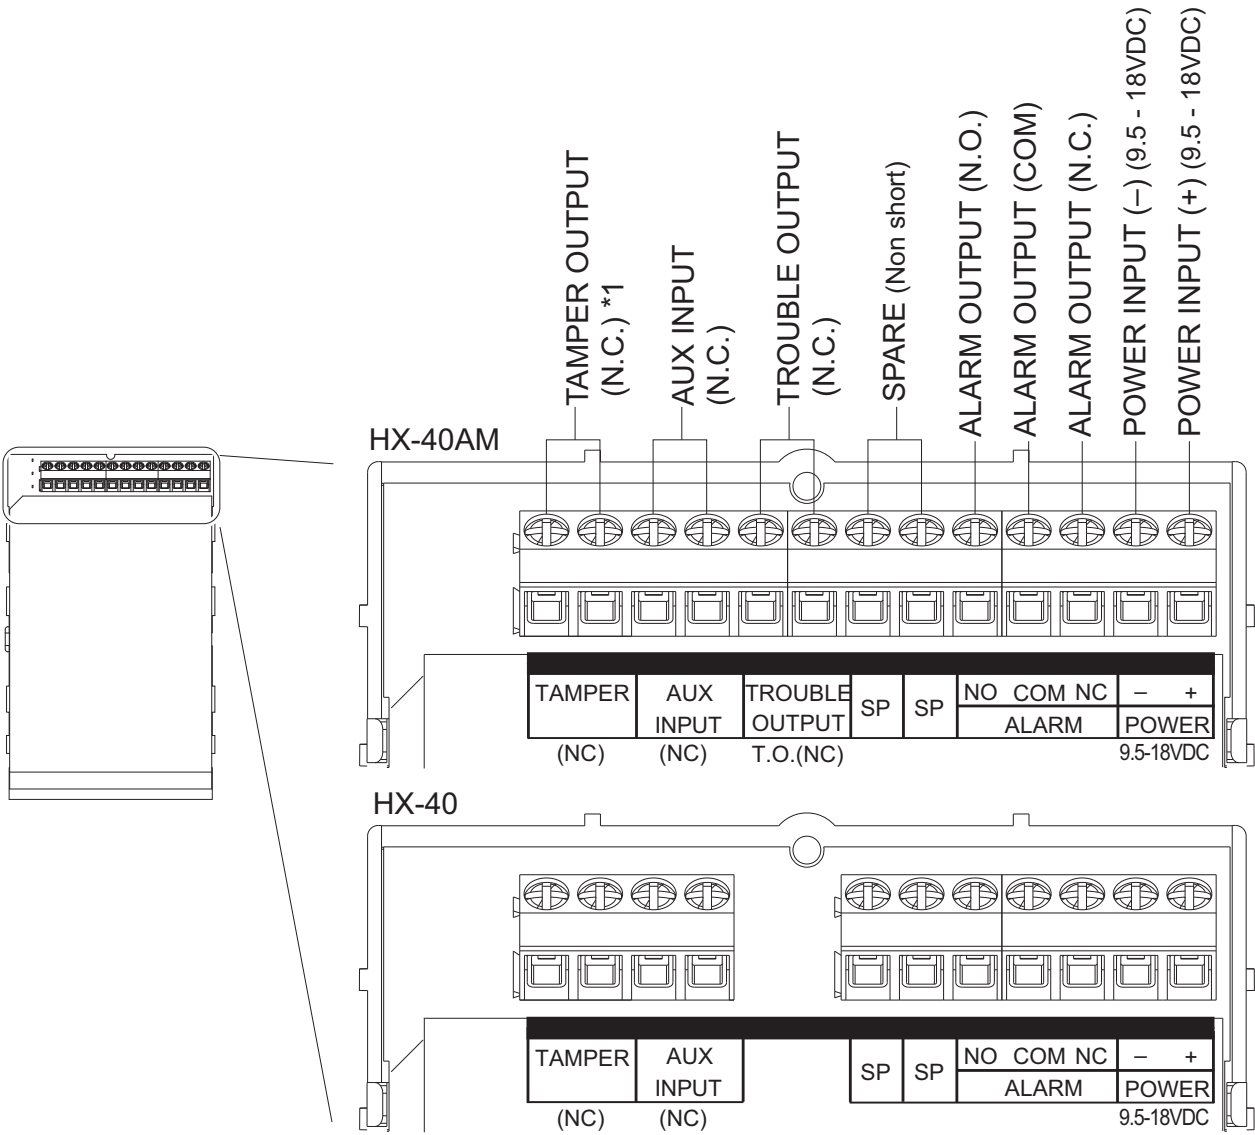 TAMPER OUTPUT
(N.C.) *1
AUX INPUT
(N.C.)
TROUBLE OUTPUT
(N.C.)
SPARE (Non short)
ALARM OUTPUT (N.O.)
ALARM OUTPUT (COM)
ALARM OUTPUT (N.C.)
POWER INPUT (–) (9.5 - 18VDC)
POWER INPUT (+) (9.5 - 18VDC)
HX-40AM
TAMPER
(NC)
AUX
INPUT
(NC)
TROUBLE
OUTPUT
T.O.(NC)
SP
SP
NO COM NC
ALARM
– +
POWER
9.5-18VDC
HX-40
TAMPER
(NC)
AUX
INPUT
(NC)
SP
SP
NO COM NC
ALARM
– +
POWER
9.5-18VDC